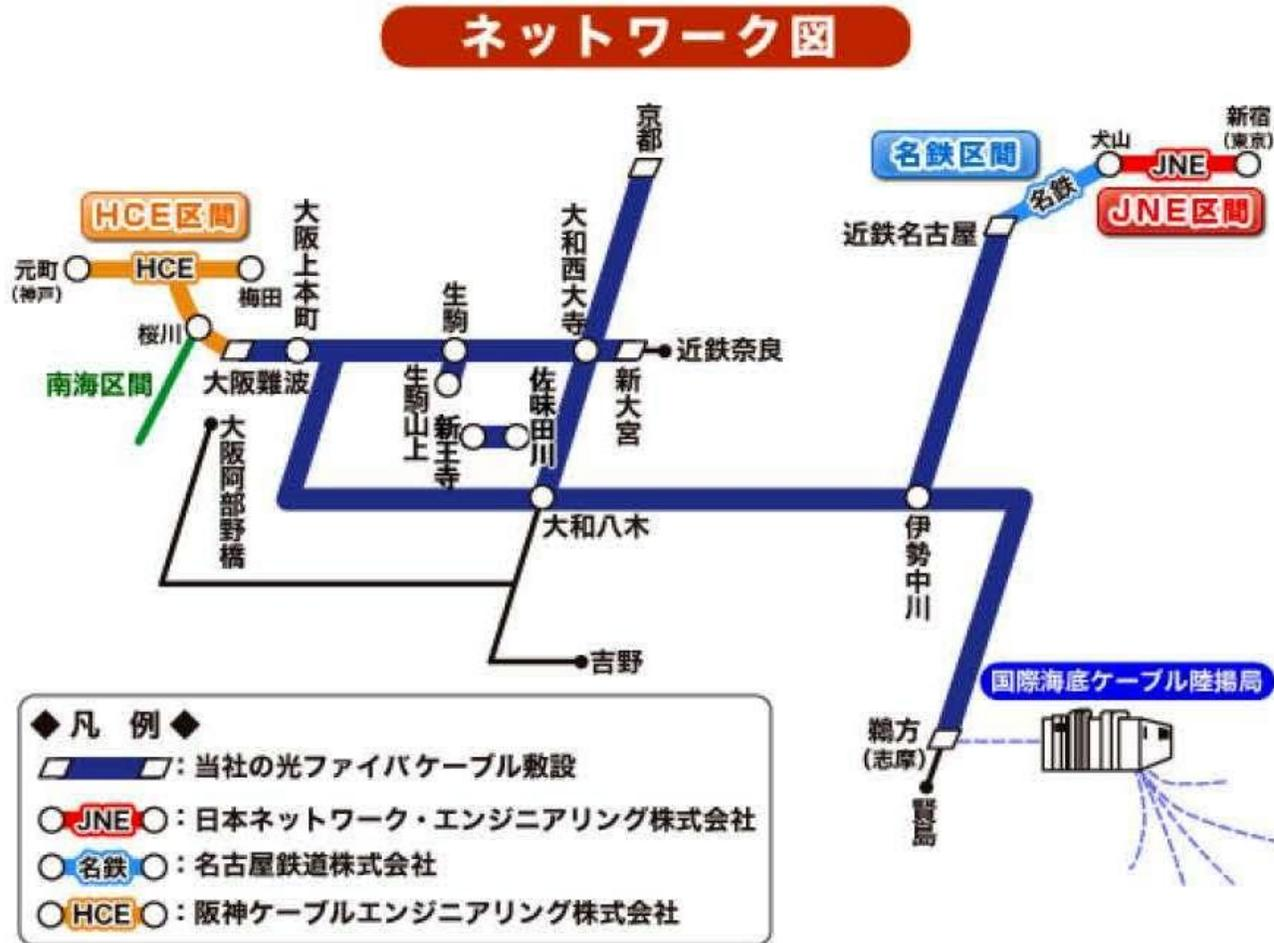 ネットワーク図
京都
新宿
(東京)
犬山
JNE
名鉄区間
名鉄
JNE区間
近鉄名古屋
HCE区間
大阪上本町
大和西大寺
元町
(神戸)
HCE
梅田
生駒
桜川
近鉄奈良
南海区間
大阪難波
生駒山上
佐味田川
新大宮
新王寺
大阪阿部野橋
大和八木
伊勢中川
吉野
国際海底ケーブル陸揚局
鵜方
(志摩)
賢島
◆凡 例◆
:当社の光ファイバケーブル敷設
JNE:日本ネットワーク・エンジニアリング株式会社
名鉄:名古屋鉄道株式会社
HCE:阪神ケーブルエンジニアリング株式会社